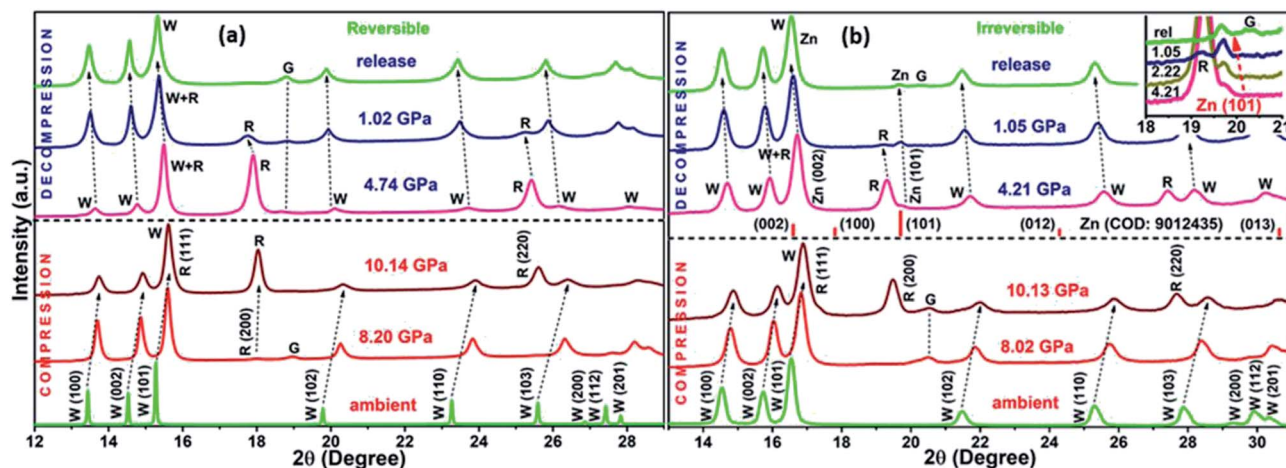 (a)
Reversible
W
release
G
DECOMPRESSION
W+R
1.02 GPa
R
R
W+R
R
4.74 GPa
R
W
W
W
W
W
W
COMPRESSION
W
R (111)
R
10.14 GPa
R (220)
R (200)
G
8.20 GPa
W (100)
W (002)
W (101)
W (102)
ambient
W (110)
W (103)
W (200)
W (112)
W (201)
Intensity (a.u.)
12 14 16 18 20 22 24 26 28
2θ (Degree)
(b)
Irreversible
W
Zn
release
Zn
G
DECOMPRESSION
1.05 GPa
R
W+R
W
W
Zn (002)
R
Zn (101)
W
4.21 GPa
W
R
W
W
rel
1.05
2.22
4.21
R
G
Zn (101)
18 19 20 21
(002)
(100)
(101)
(012)
Zn (COD: 9012435)
(013)
COMPRESSION
W
R (111)
R (200)
G
10.13 GPa
R (220)
8.02 GPa
W (100)
W (002)
W (101)
W (102)
ambient
W (110)
W (103)
W (200)
W (112)
W (201)
14 16 18 20 22 24 26 28 30
2θ (Degree)